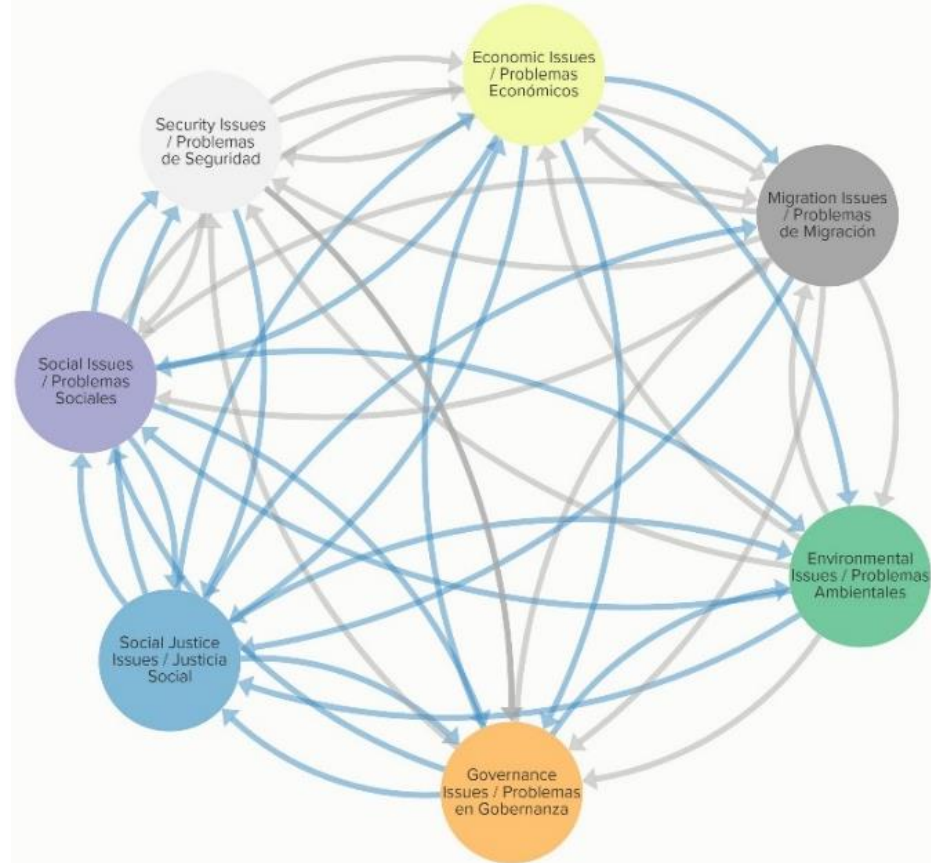 Economic Issues
/ Problemas
Económicos
Security Issues
/ Problemas
de Seguridad
Migration Issues
/ Problemas
de Migración
Social Issues
/ Problemas
Sociales
Environmental
Issues / Problemas
Ambientales
Social Justice
Issues / Justicia
Social
Governance
Issues / Problemas
en Gobernanza